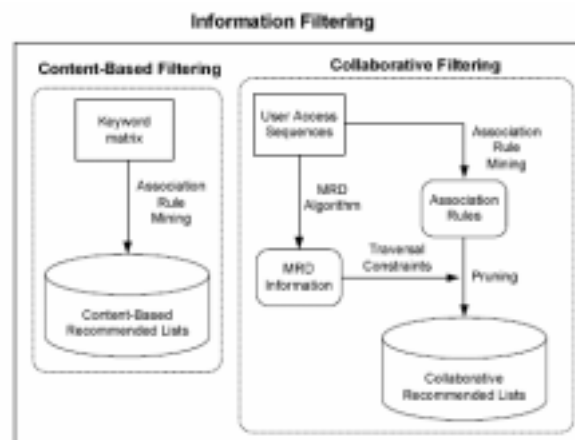 Information Filtering
Content-Based Filtering
Collaborative Filtering
Keyword
matrix
Association
Rule
Mining
Content-Based
Recommended Lists
User Access
Sequences
Association
Rule
Mining
MRD
Algorithm
Association
Rules
MRD
Information
Traversal
Constraints
Pruning
Collaborative
Recommended Lists